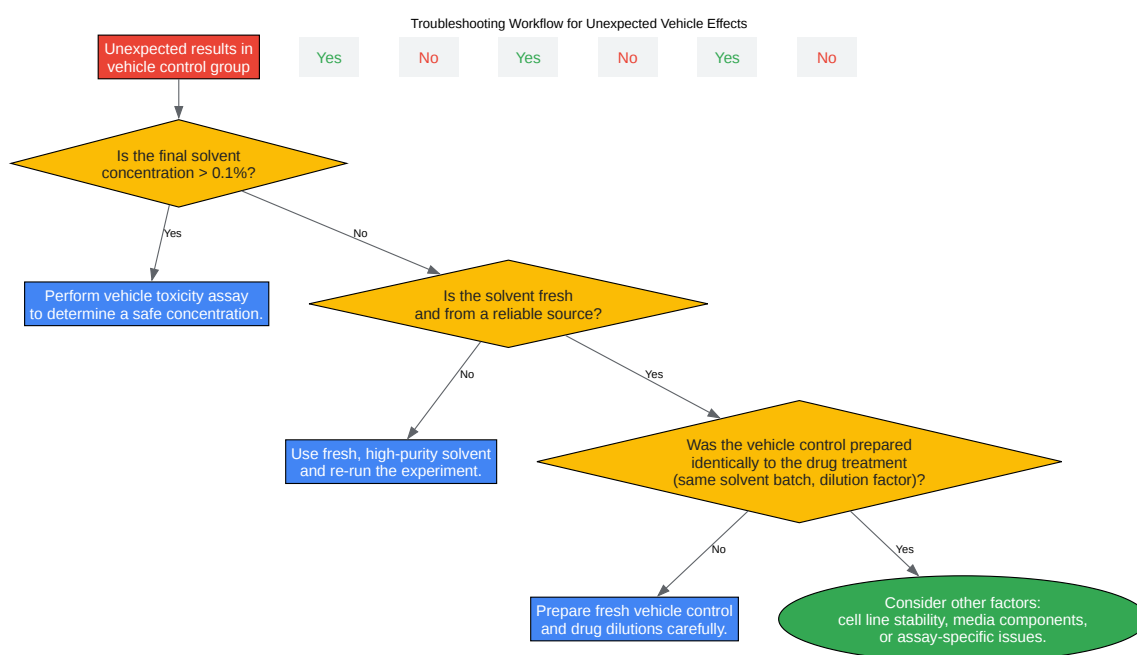 Troubleshooting Workflow for Unexpected Vehicle Effects
Unexpected results in
vehicle control group
Yes
No
Yes
No
Yes
No
Is the final solvent
concentration > 0.1%?
Yes
No
Perform vehicle toxicity assay
to determine a safe concentration.
Is the solvent fresh
and from a reliable source?
No
Yes
Use fresh, high-purity solvent
and re-run the experiment.
Was the vehicle control prepared
identically to the drug treatment
(same solvent batch, dilution factor)?
No
Yes
Prepare fresh vehicle control
and drug dilutions carefully.
Consider other factors:
cell line stability, media components,
or assay-specific issues.